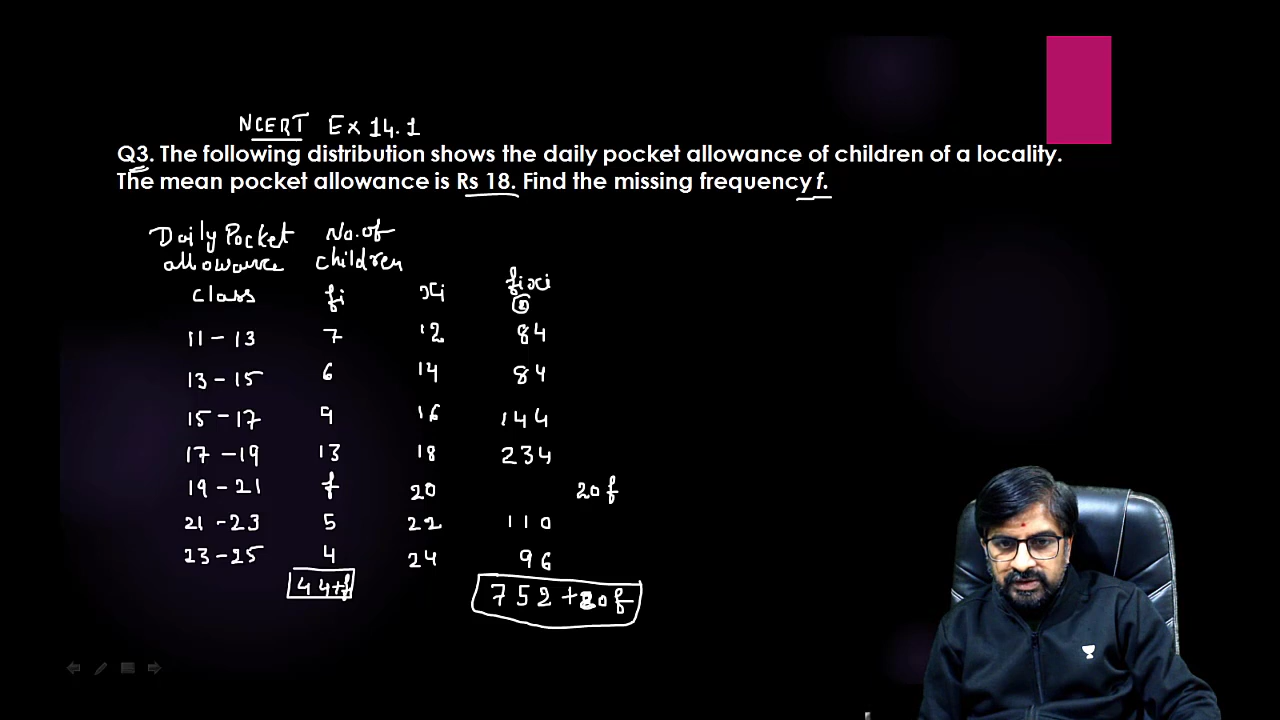 NCERT Ex 14.1
Q3. The following distribution shows the daily pocket allowance of children of a locality.
The mean pocket allowance is Rs 18. Find the missing frequency f.
Daily Pocket No. of
allowance children
class fi xi fixi
11 - 13 7 12 84
13 - 15 6 14 84
15 - 17 9 16 144
17 - 19 13 18 234
19 - 21 f 20 20f
21 - 23 5 22 110
23 - 25 4 24 96
44+f 752+20f